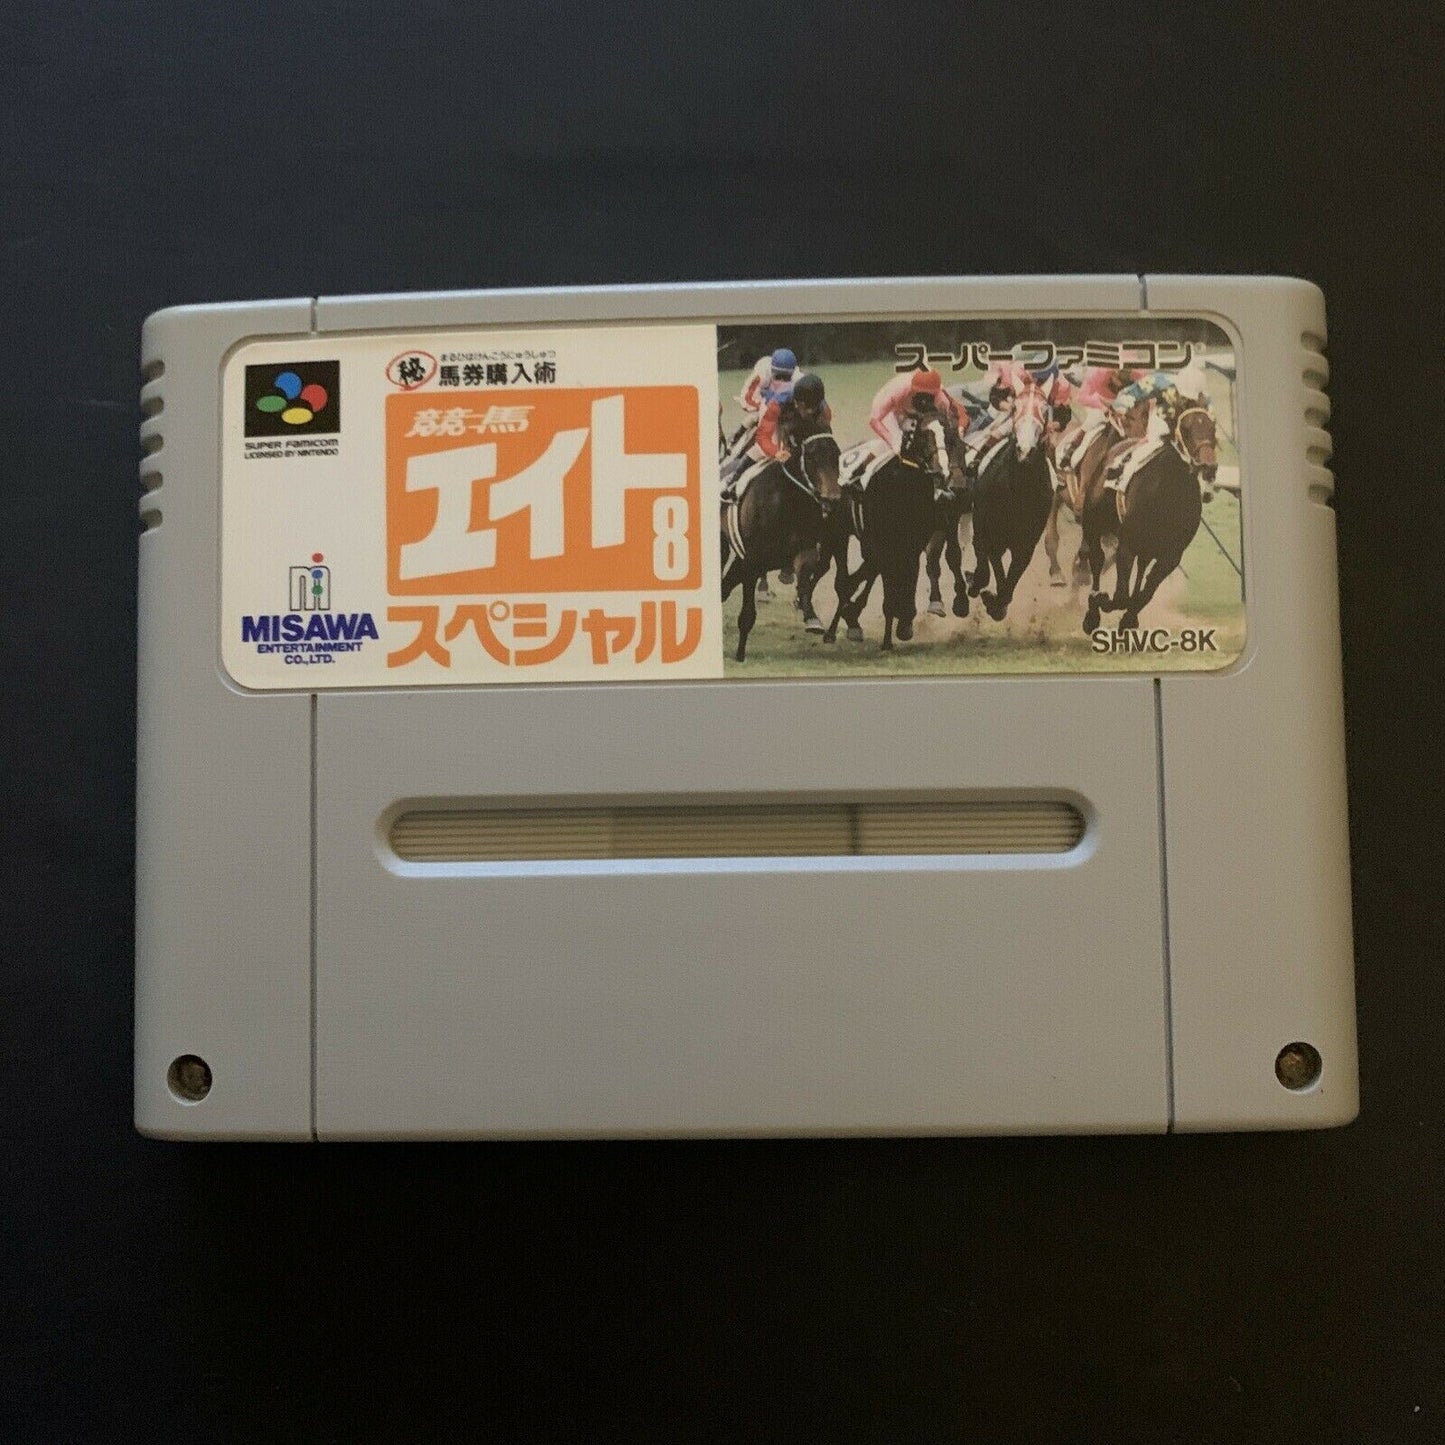 まるひばけんこうにゅうしゅつ
㊙馬券購入術
競馬
エイト
8
スペシャル
SUPER FAMICOM
LICENSED BY NINTENDO
MISAWA
ENTERTAINMENT
CO.,LTD.
スーパーファミコン®
SHVC-8K